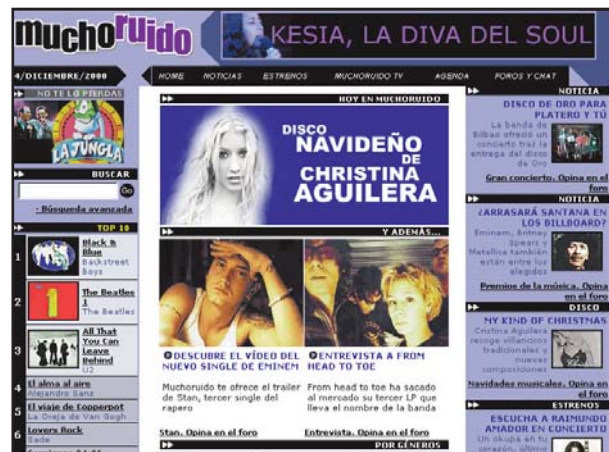 muchoruido
KESIA, LA DIVA DEL SOUL
4/DICIEMBRE/2000
HOME NOTICIAS ESTRENOS MUCHORUIDO TV AGENDA FOROS Y CHAT
NO TE LO PIERDAS
LA JUNGLA
BUSCAR
Go
- Búsqueda avanzada
TOP 10
1
Black &
Blue
Backstreet
Boys
2
The Beatles
1
The Beatles
3
All That
You Can
Leave
Behind
U2
4
El alma al aire
Alejandro Sanz
5
El viaje de Copperpot
La Oreja de Van Gogh
6
Lovers Rock
Sade
HOY EN MUCHORUIDO
DISCO
NAVIDEÑO
DE
CHRISTINA
AGUILERA
Y ADEMÁS...
DESCUBRE EL VÍDEO DEL
NUEVO SINGLE DE EMINEM
Muchoruido te ofrece el trailer
de Stan, tercer single del
rapero
Stan. Opina en el foro
ENTREVISTA A FROM
HEAD TO TOE
From head to toe ha sacado
al mercado su tercer LP que
lleva el nombre de la banda
Entrevista. Opina en el foro
POR GÉNEROS
NOTICIA
DISCO DE ORO PARA
PLATERO Y TÚ
La banda de
Bilbao ofreció un
concierto tras la
entrega del disco
de Oro
Gran concierto. Opina en el
foro
NOTICIA
¿ARRASARÁ SANTANA EN
LOS BILLBOARD?
Eminem, Britney
Spears y
Metallica también
están entre los
elegidos
Premios de la música. Opina
en el foro
DISCO
MY KIND OF CHRISTMAS
Cristina Aguilera
recoge villancicos
tradicionales y
nuevas
composiciones
Navidades musicales. Opina en
el foro
ESTRENOS
ESCUCHA A RAIMUNDO
AMADOR EN CONCIERTO
Un okupa en tu
corazón, último